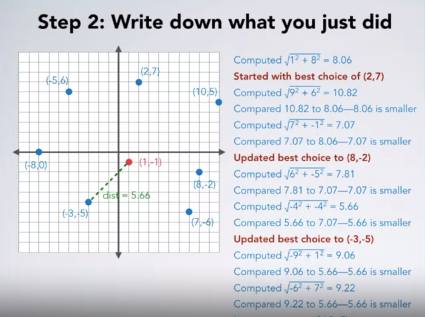 Step 2: Write down what you just did
(2,7)
(-5,6)
(10,5)
(-8,0)
(1,-1)
(8,-2)
dist = 5.66
(-3,-5)
(7,-6)
Computed √1² + 8² = 8.06
Started with best choice of (2,7)
Computed √9² + 6² = 10.82
Compared 10.82 to 8.06—8.06 is smaller
Computed √7² + -1² = 7.07
Compared 7.07 to 8.06—7.07 is smaller
Updated best choice to (8,-2)
Computed √6² + -5² = 7.81
Compared 7.81 to 7.07—7.07 is smaller
Computed √-4² + -4² = 5.66
Compared 5.66 to 7.07—5.66 is smaller
Updated best choice to (-3,-5)
Computed √-9² + 1² = 9.06
Compared 9.06 to 5.66—5.66 is smaller
Computed √-6² + 7² = 9.22
Compared 9.22 to 5.66—5.66 is smaller